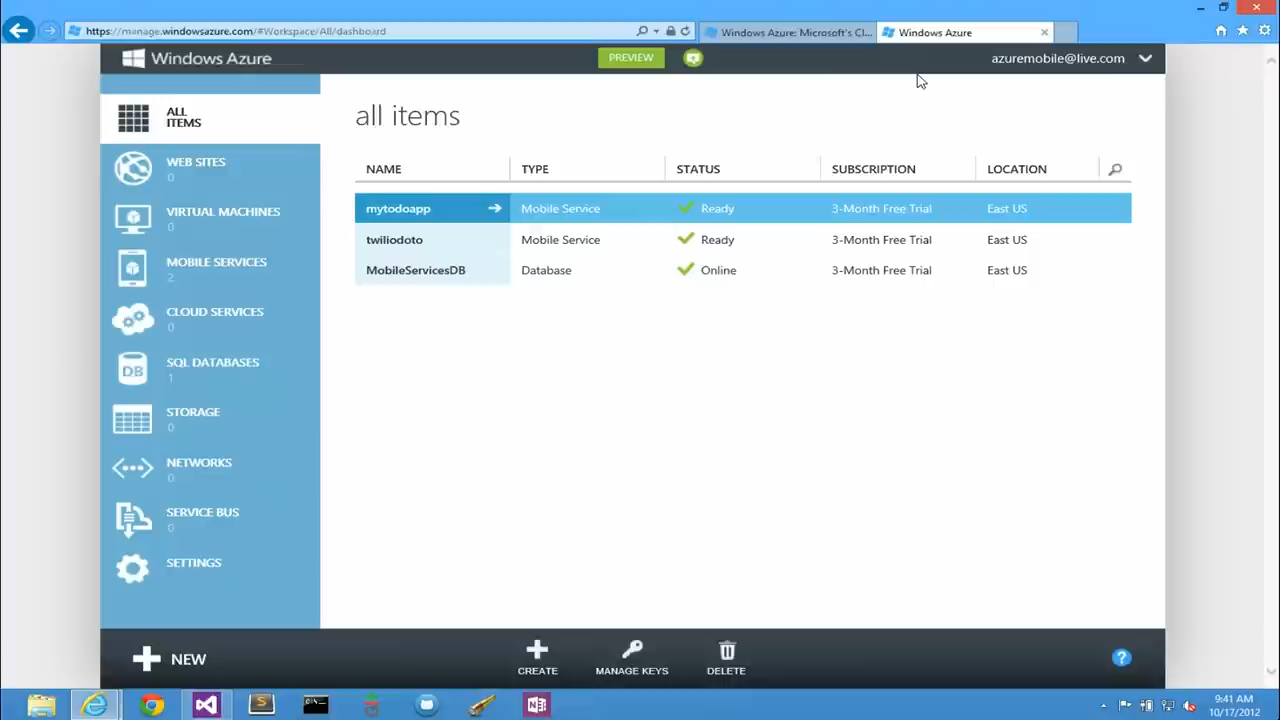 https://manage.windowsazure.com/#Workspace/All/dashboard
Windows Azure: Microsoft's Cl...
Windows Azure
Windows Azure
PREVIEW
azuremobile@live.com
ALL
ITEMS
WEB SITES
0
VIRTUAL MACHINES
0
MOBILE SERVICES
2
CLOUD SERVICES
0
SQL DATABASES
1
DB
STORAGE
0
NETWORKS
0
SERVICE BUS
0
SETTINGS
all items
NAME TYPE STATUS SUBSCRIPTION LOCATION
mytodoapp Mobile Service Ready 3-Month Free Trial East US
twiliodoto Mobile Service Ready 3-Month Free Trial East US
MobileServicesDB Database Online 3-Month Free Trial East US
NEW
CREATE
MANAGE KEYS
DELETE
?
9:41 AM
10/17/2012